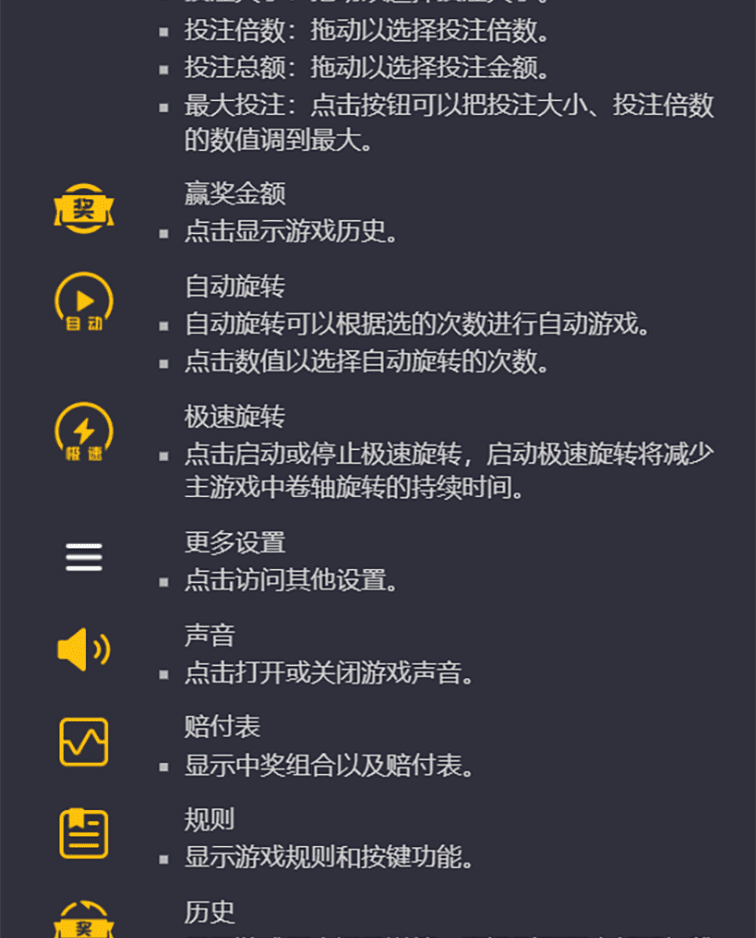 投注倍数：拖动以选择投注倍数。
投注总额：拖动以选择投注金额。
最大投注：点击按钮可以把投注大小、投注倍数
的数值调到最大。
奖
赢奖金额
点击显示游戏历史。
自动
自动旋转
自动旋转可以根据选的次数进行自动游戏。
点击数值以选择自动旋转的次数。
极速
极速旋转
点击启动或停止极速旋转，启动极速旋转将减少
主游戏中卷轴旋转的持续时间。
更多设置
点击访问其他设置。
声音
点击打开或关闭游戏声音。
赔付表
显示中奖组合以及赔付表。
规则
显示游戏规则和按键功能。
奖
历史